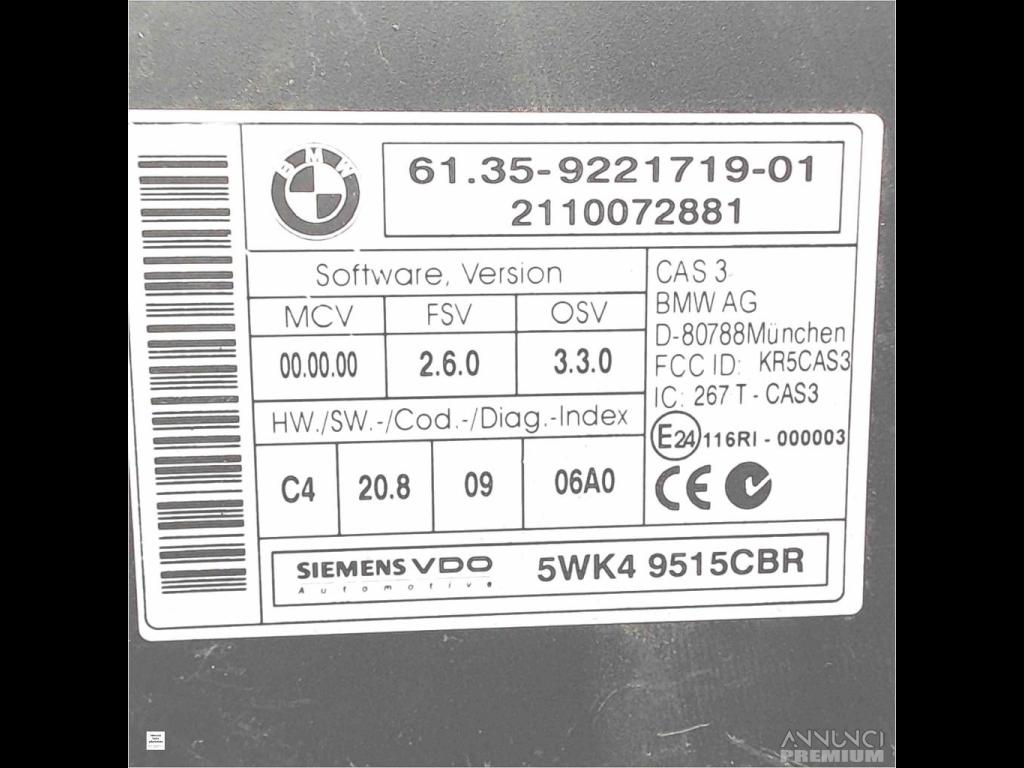 BMW
61.35-9221719-01
2110072881
Software, Version
MCV FSV OSV
00.00.00 2.6.0 3.3.0
HW./SW.-/Cod.-/Diag.-Index
C4 20.8 09 06A0
CAS 3
BMW AG
D-80788München
FCC ID: KR5CAS3
IC: 267 T - CAS3
E24 116RI - 000003
CE
SIEMENS VDO
Automotive
5WK4 9515CBR
ANNUNCI
PREMIUM